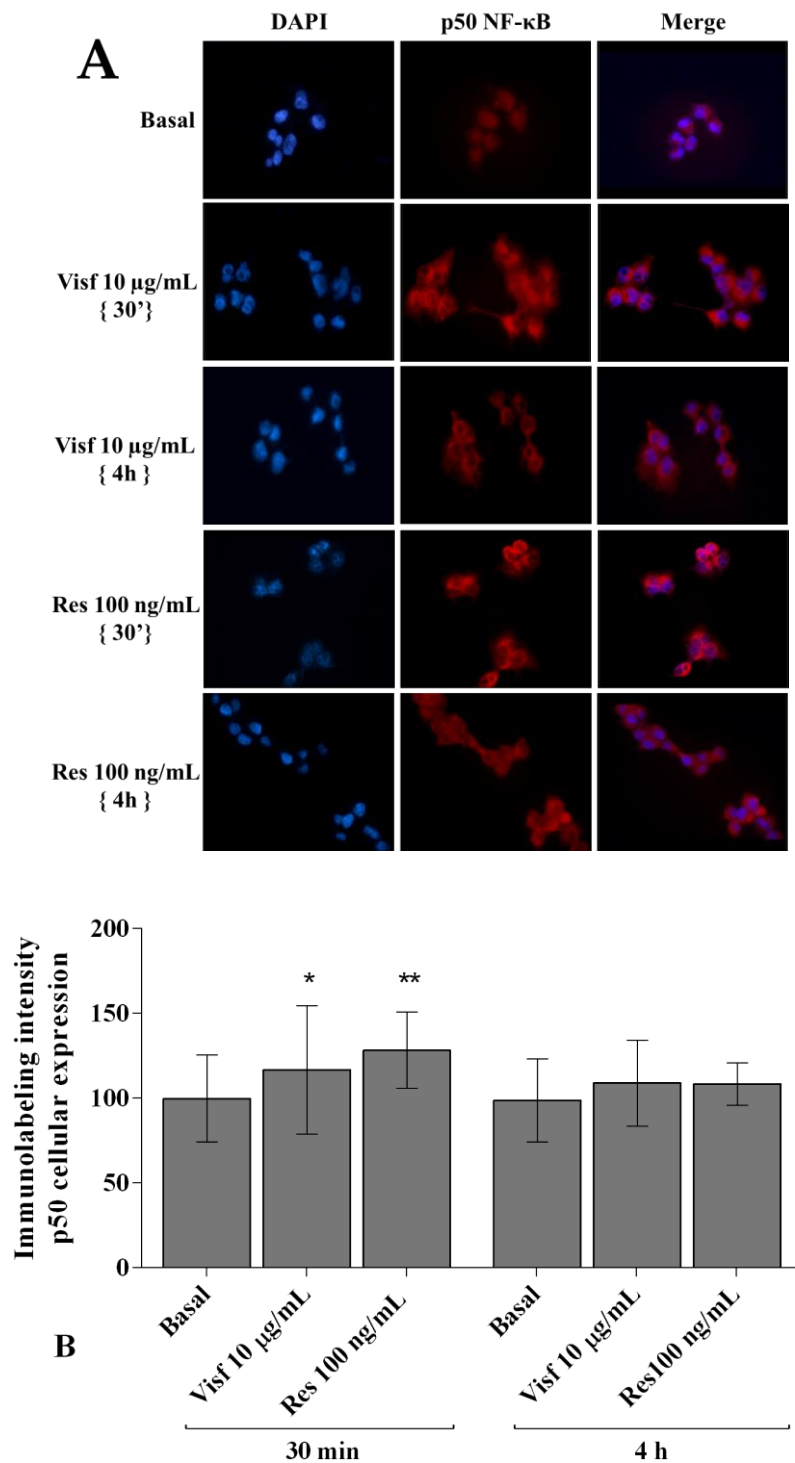 DAPI p50 NF-κB Merge
A
Basal
Visf 10 µg/mL
{ 30’}
Visf 10 µg/mL
{ 4h }
Res 100 ng/mL
{ 30’}
Res 100 ng/mL
{ 4h }
Immunolabeling intensity
p50 cellular expression
200
150
100
50
0
* **
Basal
Visf 10 µg/mL
Res 100 ng/mL
Basal
Visf 10 µg/mL
Res100 ng/mL
B
30 min 4 h